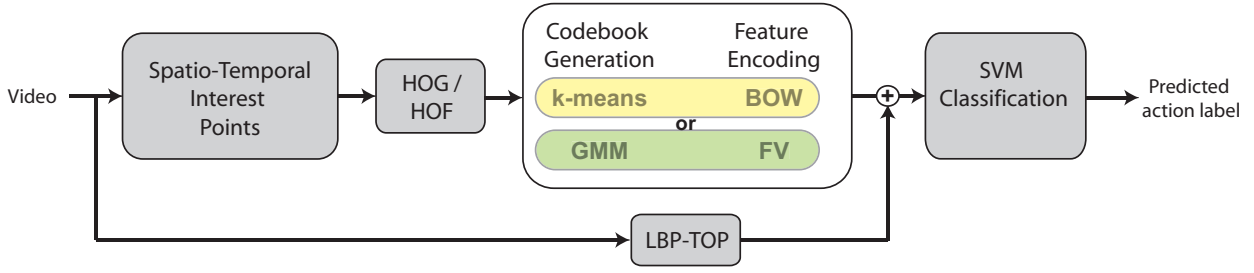 Video
Spatio-Temporal
Interest
Points
HOG /
HOF
Codebook
Generation
Feature
Encoding
k-means
BOW
or
GMM
FV
+
SVM
Classification
Predicted
action label
LBP-TOP